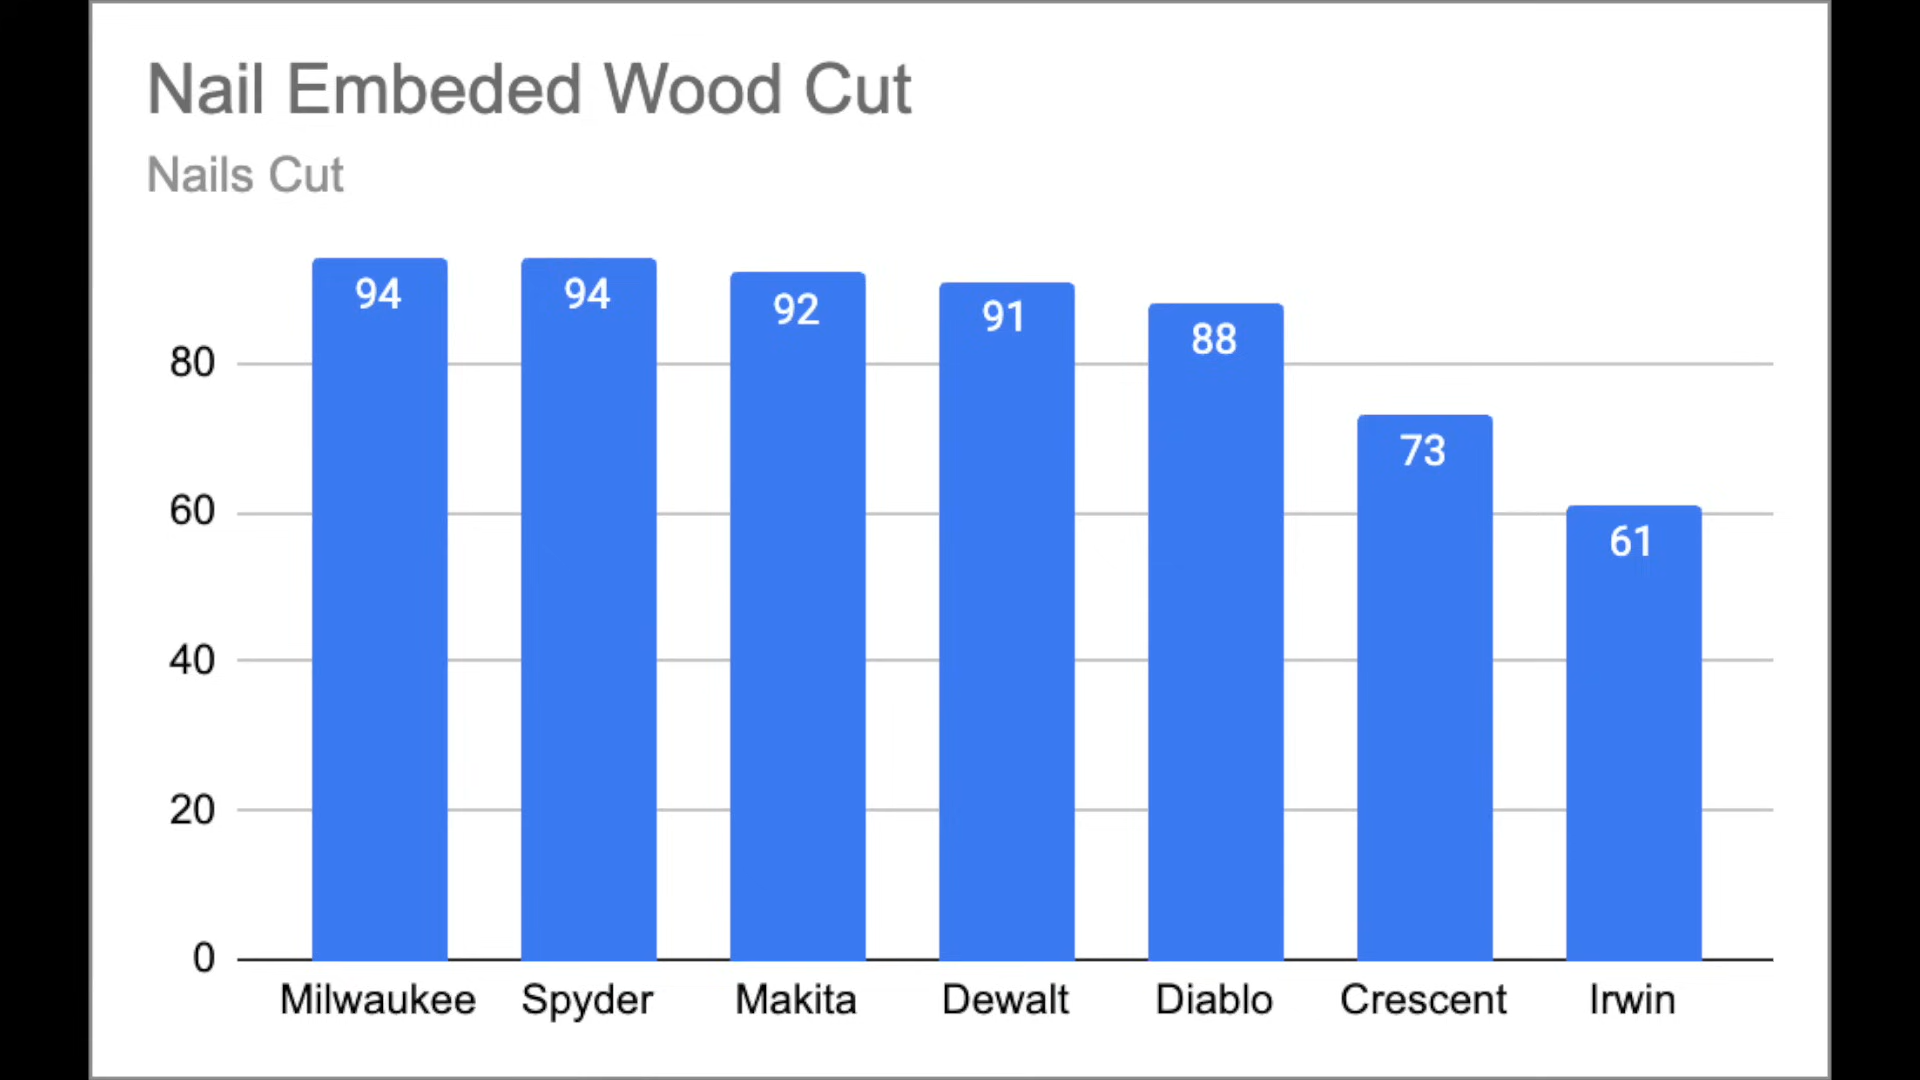 Nail Embeded Wood Cut
Nails Cut
94 94 92 91 88 73 61
80
60
40
20
0
Milwaukee Spyder Makita Dewalt Diablo Crescent Irwin